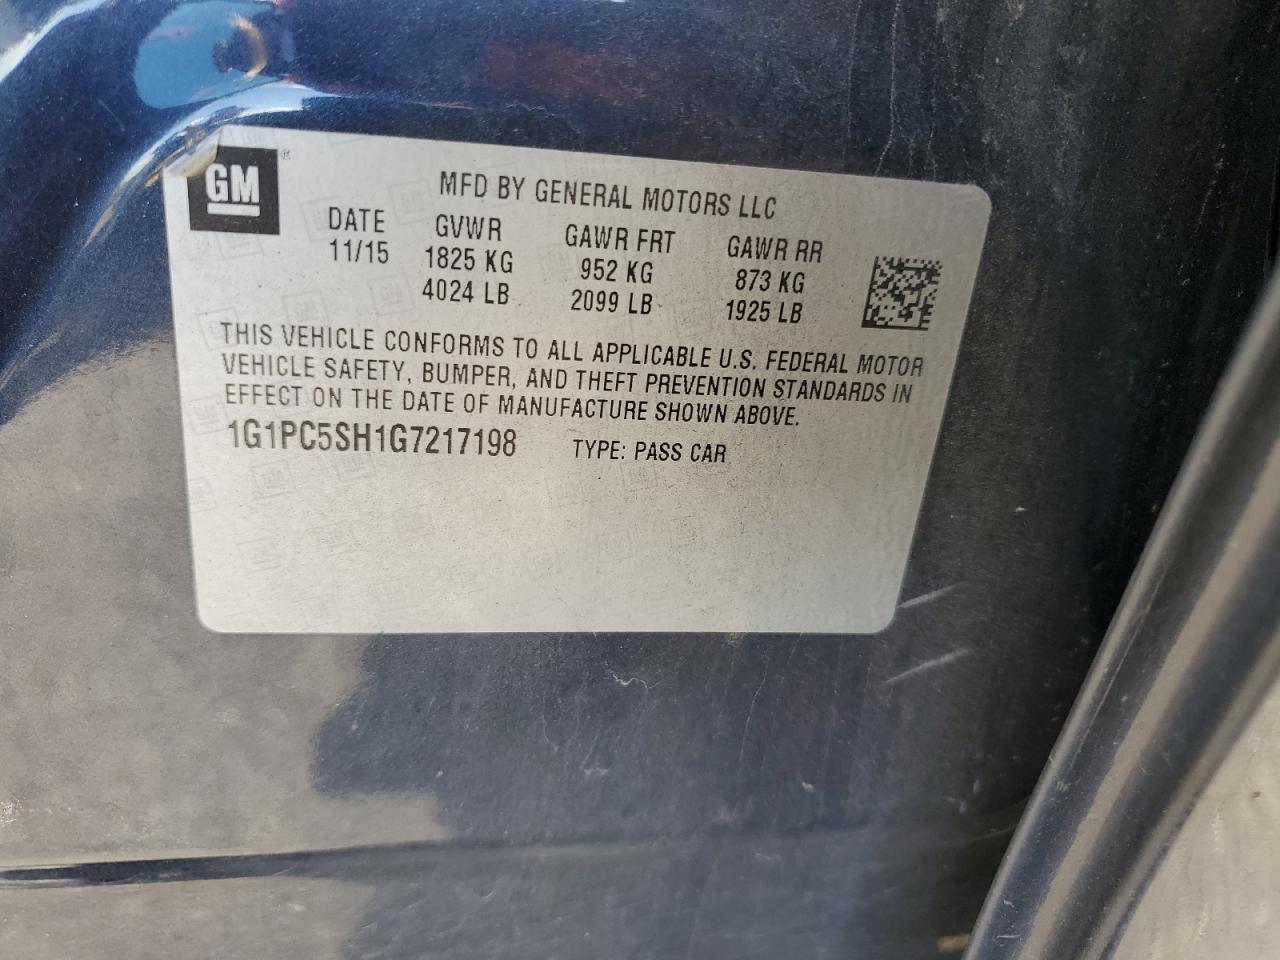 GM®
MFD BY GENERAL MOTORS LLC
DATE GVWR GAWR FRT GAWR RR
11/15 1825 KG 952 KG 873 KG
4024 LB 2099 LB 1925 LB
THIS VEHICLE CONFORMS TO ALL APPLICABLE U.S. FEDERAL MOTOR
VEHICLE SAFETY, BUMPER, AND THEFT PREVENTION STANDARDS IN
EFFECT ON THE DATE OF MANUFACTURE SHOWN ABOVE.
1G1PC5SH1G7217198 TYPE: PASS CAR